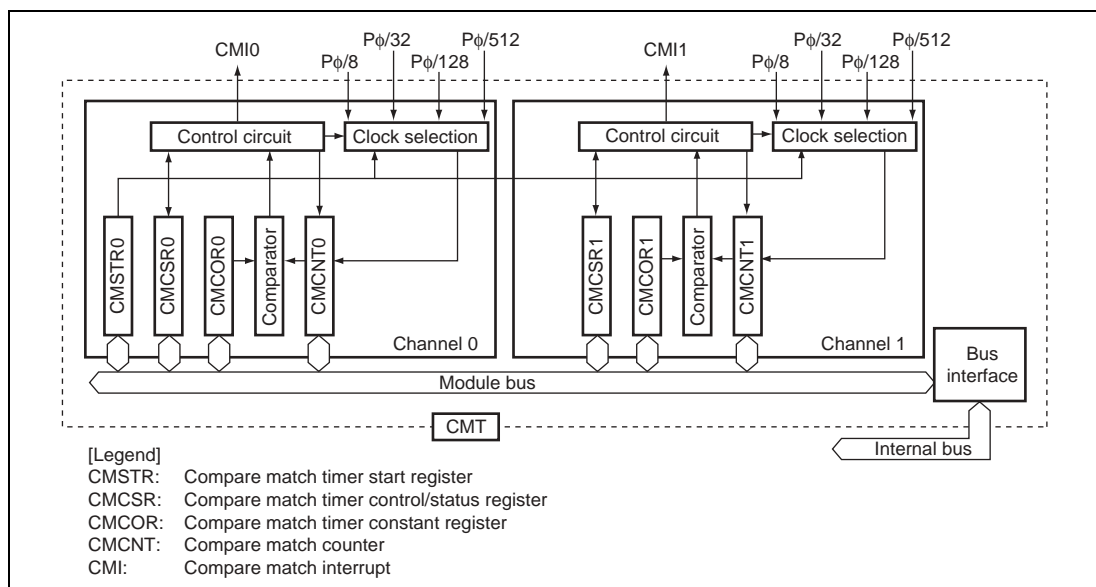 CMI0
Pφ/32
Pφ/512
Pφ/8
Pφ/128
CMI1
Pφ/32
Pφ/512
Pφ/8
Pφ/128
Control circuit
Clock selection
Control circuit
Clock selection
CMSTR0
CMCSR0
CMCOR0
Comparator
CMCNT0
CMCSR1
CMCOR1
Comparator
CMCNT1
Channel 0
Channel 1
Module bus
Bus
interface
CMT
Internal bus
[Legend]
CMSTR: Compare match timer start register
CMCSR: Compare match timer control/status register
CMCOR: Compare match timer constant register
CMCNT: Compare match counter
CMI: Compare match interrupt